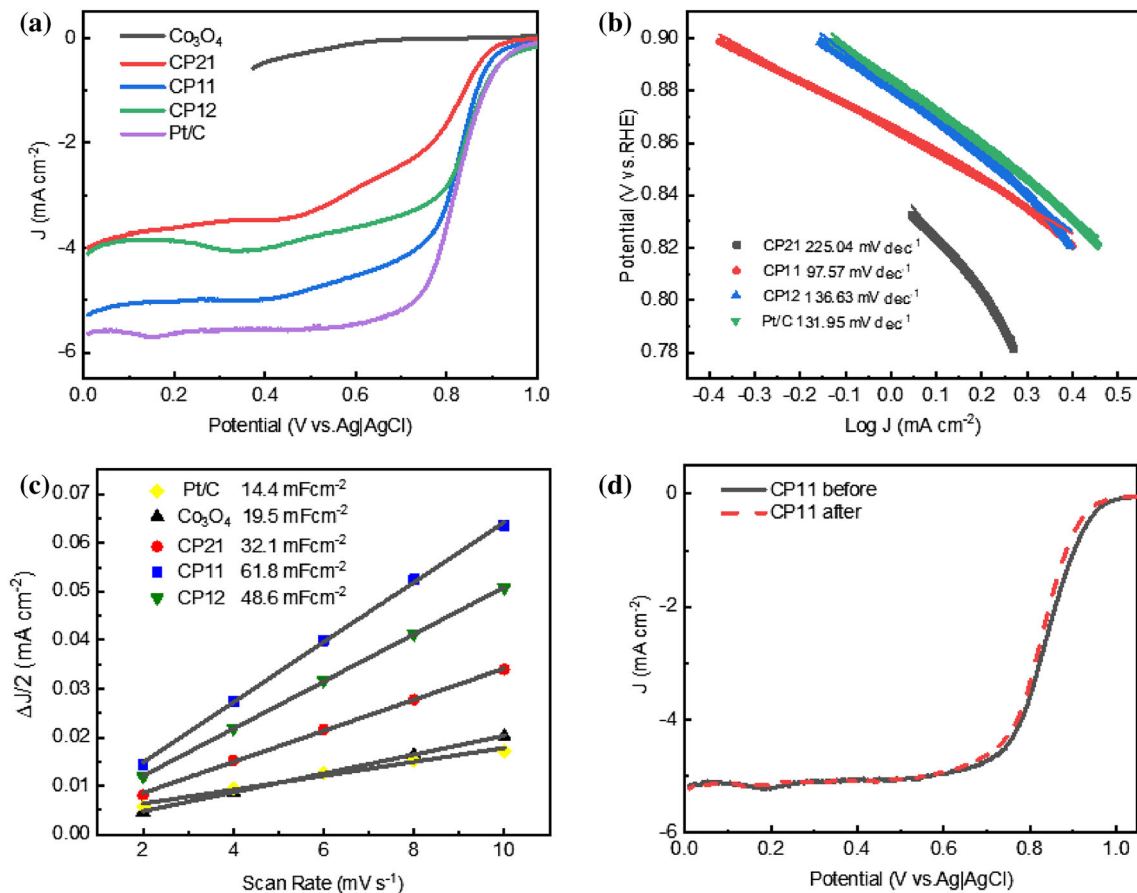 (a)
Co₃O₄
CP21
CP11
CP12
Pt/C
0
-2
-4
-6
J (mA cm⁻²)
0.0 0.2 0.4 0.6 0.8 1.0
Potential (V vs.Ag|AgCl)
(b)
0.90
0.88
0.86
0.84
0.82
0.80
0.78
Potential (V vs.RHE)
CP21 225.04 mV dec⁻¹
CP11 97.57 mV dec⁻¹
CP12 136.63 mV dec⁻¹
Pt/C 131.95 mV dec⁻¹
-0.4 -0.3 -0.2 -0.1 0.0 0.1 0.2 0.3 0.4 0.5
Log J (mA cm⁻²)
(c)
0.07
0.06
0.05
0.04
0.03
0.02
0.01
0.00
ΔJ/2 (mA cm⁻²)
Pt/C 14.4 mFcm⁻²
Co₃O₄ 19.5 mFcm⁻²
CP21 32.1 mFcm⁻²
CP11 61.8 mFcm⁻²
CP12 48.6 mFcm⁻²
2 4 6 8 10
Scan Rate (mV s⁻¹)
(d)
CP11 before
CP11 after
0
-2
-4
-6
J (mA cm⁻²)
0.0 0.2 0.4 0.6 0.8 1.0
Potential (V vs.Ag|AgCl)